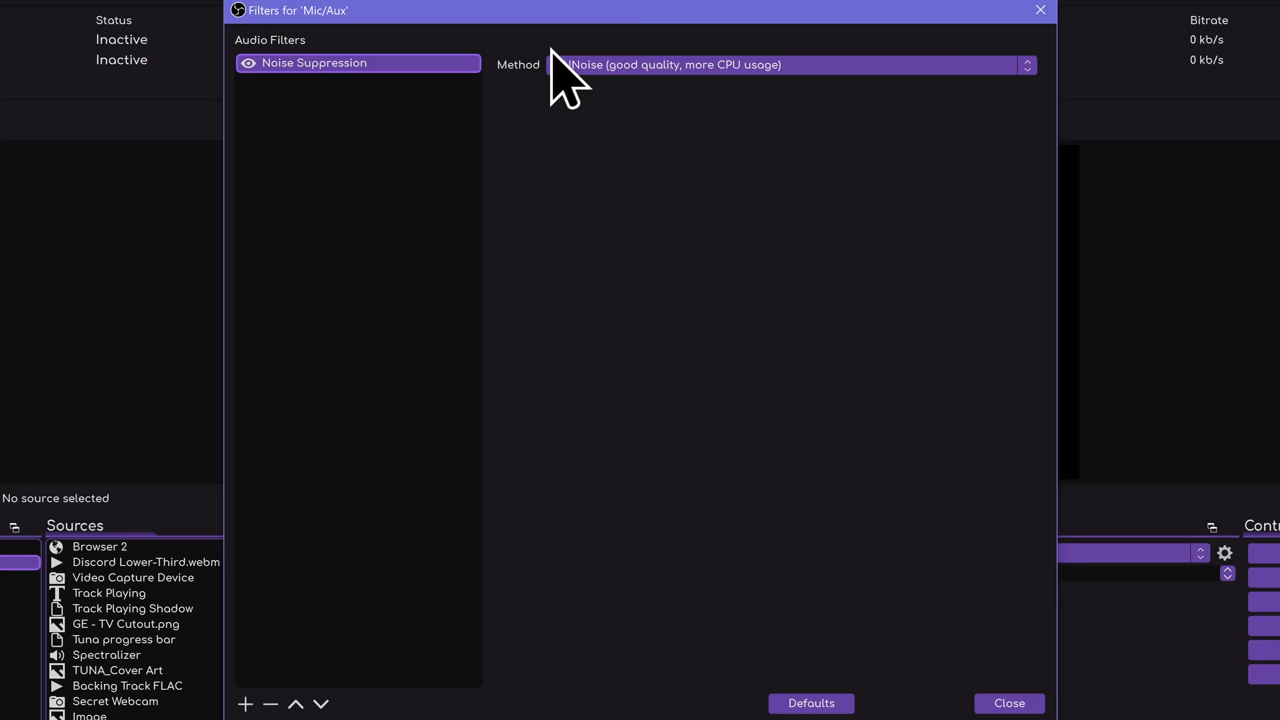 Filters for 'Mic/Aux'
Status
Inactive
Inactive
Bitrate
0 kb/s
0 kb/s
Audio Filters
Noise Suppression
Method
Noise (good quality, more CPU usage)
No source selected
Sources
Browser 2
Discord Lower-Third.webm
Video Capture Device
Track Playing
Track Playing Shadow
GE - TV Cutout.png
Tuna progress bar
Spectralizer
TUNA_Cover Art
Backing Track FLAC
Secret Webcam
Image
Contr
Defaults
Close